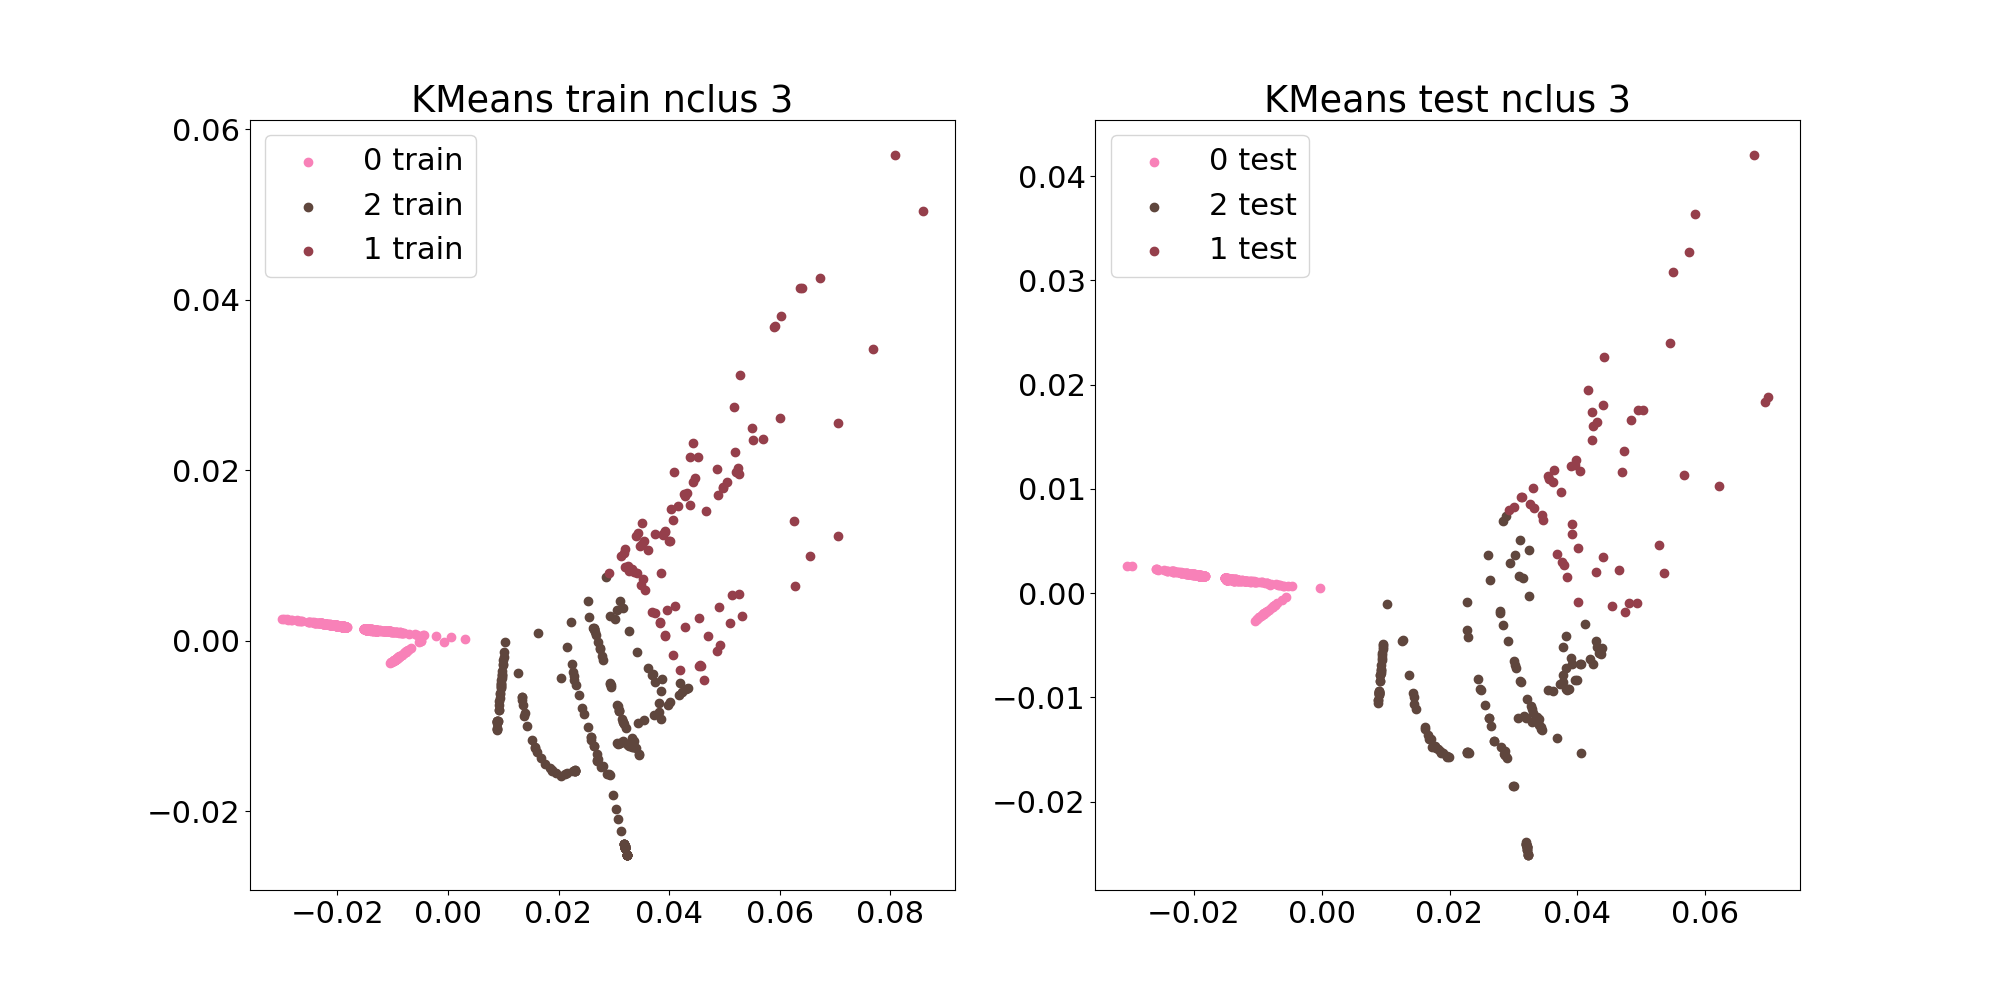 KMeans train nclus 3
0.06
0.04
0.02
0.00
−0.02
0 train
2 train
1 train
−0.02 0.00 0.02 0.04 0.06 0.08
KMeans test nclus 3
0.04
0.03
0.02
0.01
0.00
−0.01
−0.02
0 test
2 test
1 test
−0.02 0.00 0.02 0.04 0.06